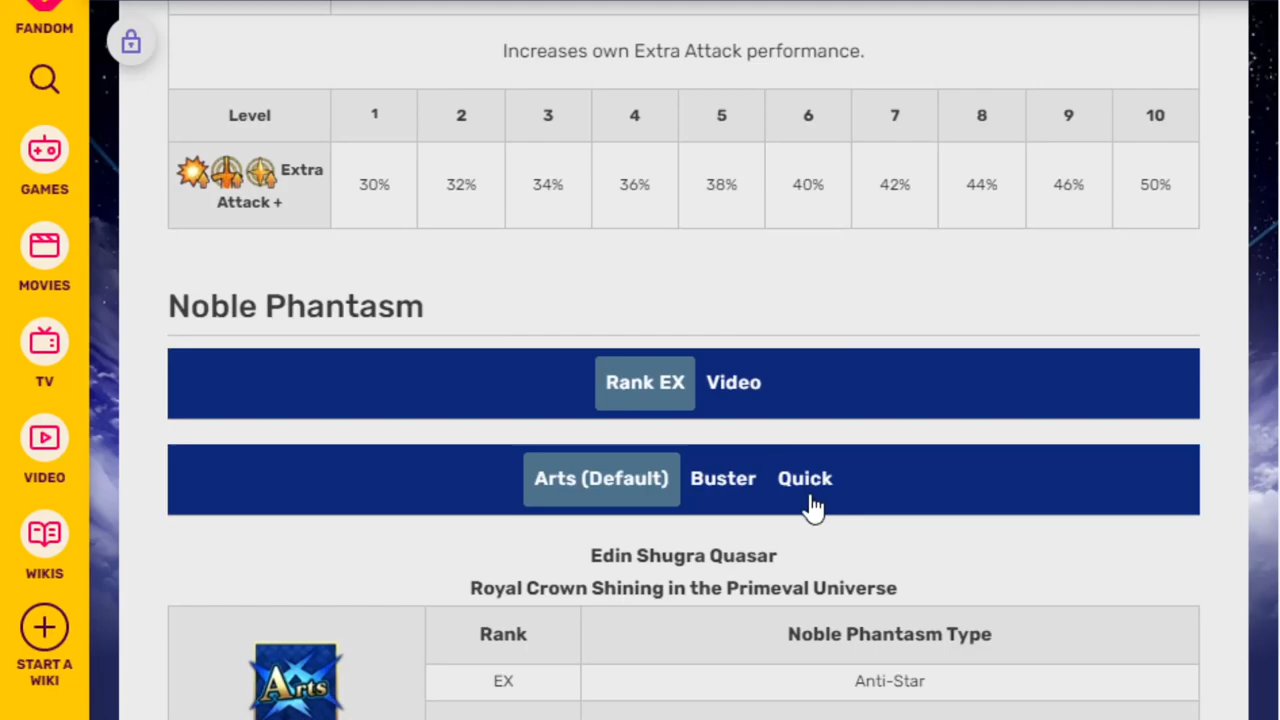 FANDOM
GAMES
MOVIES
TV
VIDEO
WIKIS
START A
WIKI
Increases own Extra Attack performance.
Level 1 2 3 4 5 6 7 8 9 10
Extra
Attack + 30% 32% 34% 36% 38% 40% 42% 44% 46% 50%
Noble Phantasm
Rank EX Video
Arts (Default) Buster Quick
Edin Shugra Quasar
Royal Crown Shining in the Primeval Universe
Rank Noble Phantasm Type
Arts
EX Anti-Star